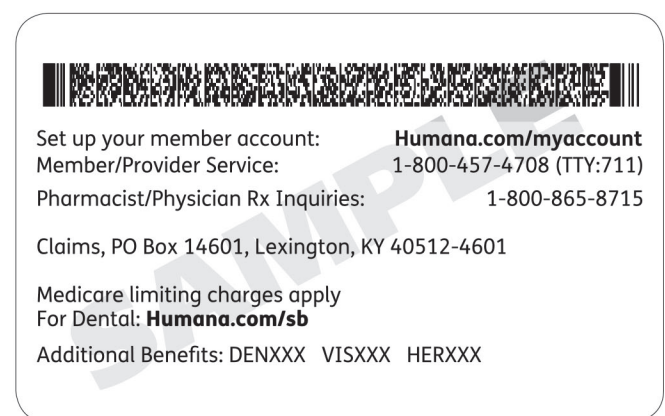 Set up your member account: Humana.com/myaccount
Member/Provider Service: 1-800-457-4708 (TTY:711)
Pharmacist/Physician Rx Inquiries: 1-800-865-8715
Claims, PO Box 14601, Lexington, KY 40512-4601
Medicare limiting charges apply
For Dental: Humana.com/sb
Additional Benefits: DENXXX VISXXX HERXXX
SAMPLE